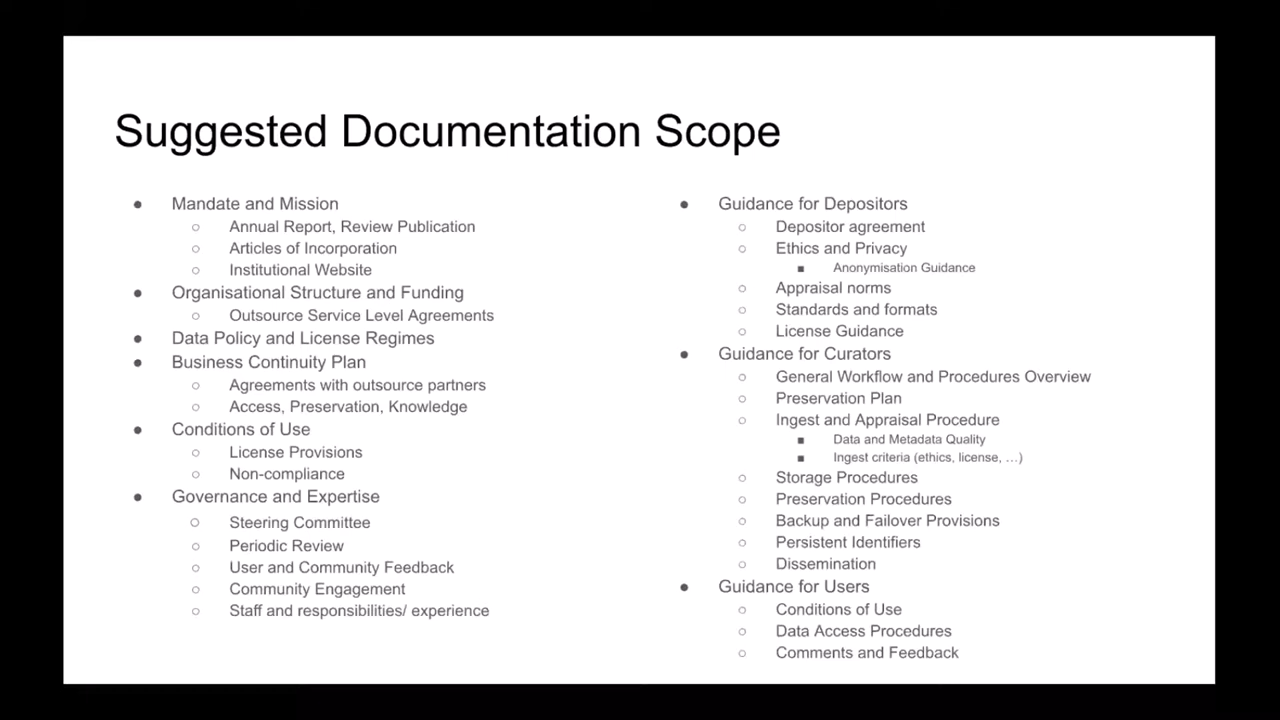 Suggested Documentation Scope
● Mandate and Mission
○ Annual Report, Review Publication
○ Articles of Incorporation
○ Institutional Website
● Organisational Structure and Funding
○ Outsource Service Level Agreements
● Data Policy and License Regimes
● Business Continuity Plan
○ Agreements with outsource partners
○ Access, Preservation, Knowledge
● Conditions of Use
○ License Provisions
○ Non-compliance
● Governance and Expertise
○ Steering Committee
○ Periodic Review
○ User and Community Feedback
○ Community Engagement
○ Staff and responsibilities/ experience
● Guidance for Depositors
○ Depositor agreement
○ Ethics and Privacy
■ Anonymisation Guidance
○ Appraisal norms
○ Standards and formats
○ License Guidance
● Guidance for Curators
○ General Workflow and Procedures Overview
○ Preservation Plan
○ Ingest and Appraisal Procedure
■ Data and Metadata Quality
■ Ingest criteria (ethics, license, …)
○ Storage Procedures
○ Preservation Procedures
○ Backup and Failover Provisions
○ Persistent Identifiers
○ Dissemination
● Guidance for Users
○ Conditions of Use
○ Data Access Procedures
○ Comments and Feedback